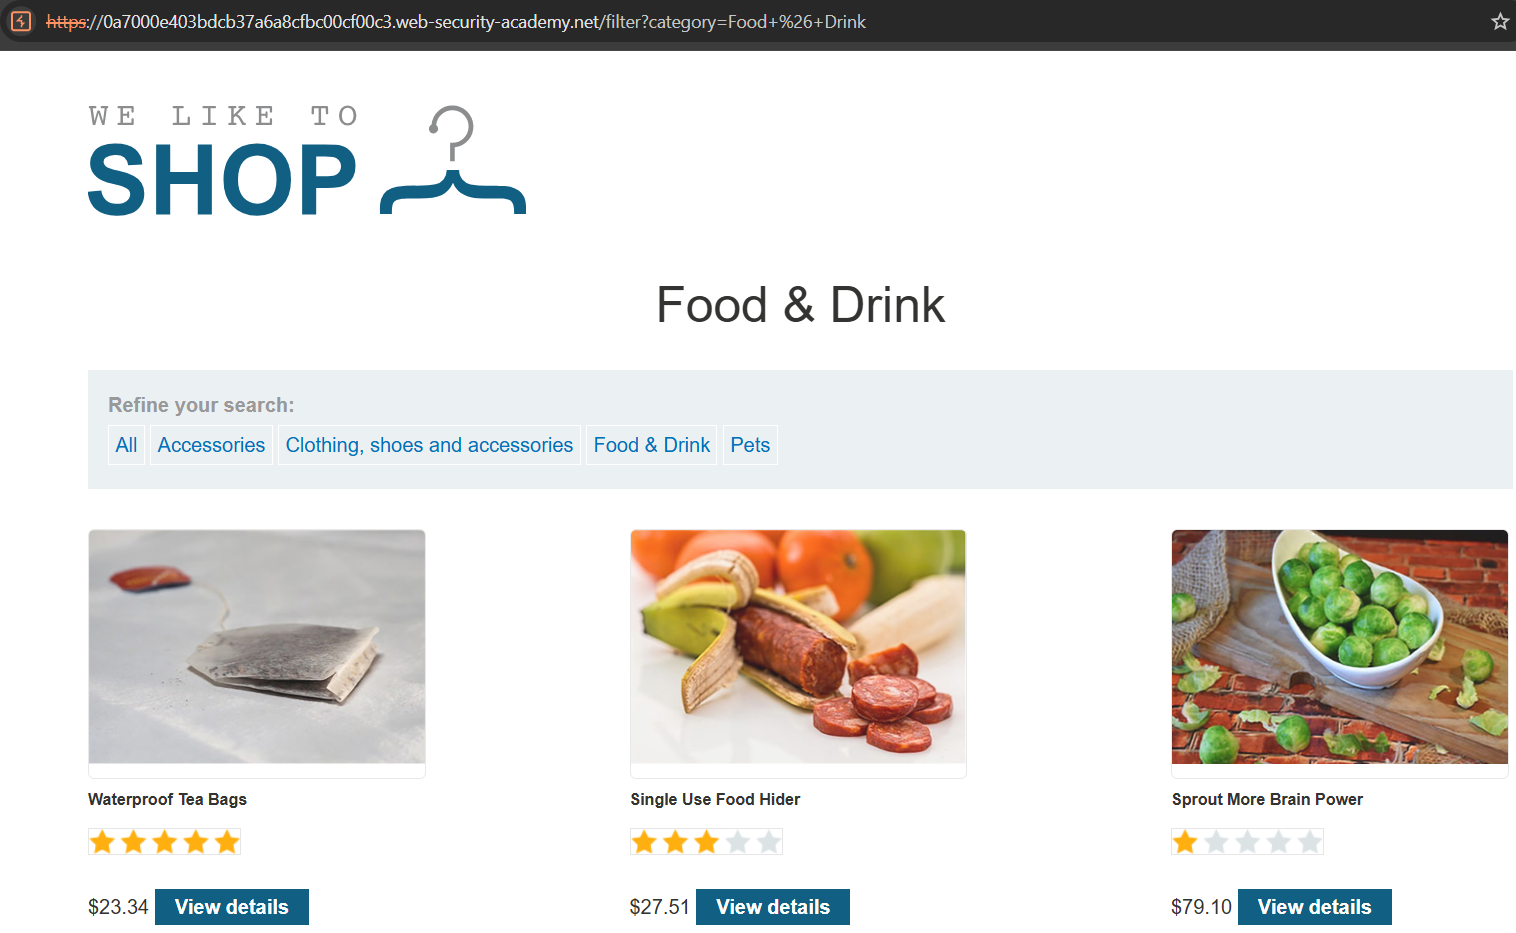 https://0a7000e403bdcb37a6a8cfbc00cf00c3.web-security-academy.net/filter?category=Food+%26+Drink
WE LIKE TO
SHOP
Food & Drink
Refine your search:
All Accessories Clothing, shoes and accessories Food & Drink Pets
Waterproof Tea Bags Single Use Food Hider Sprout More Brain Power
$23.34 View details $27.51 View details $79.10 View details